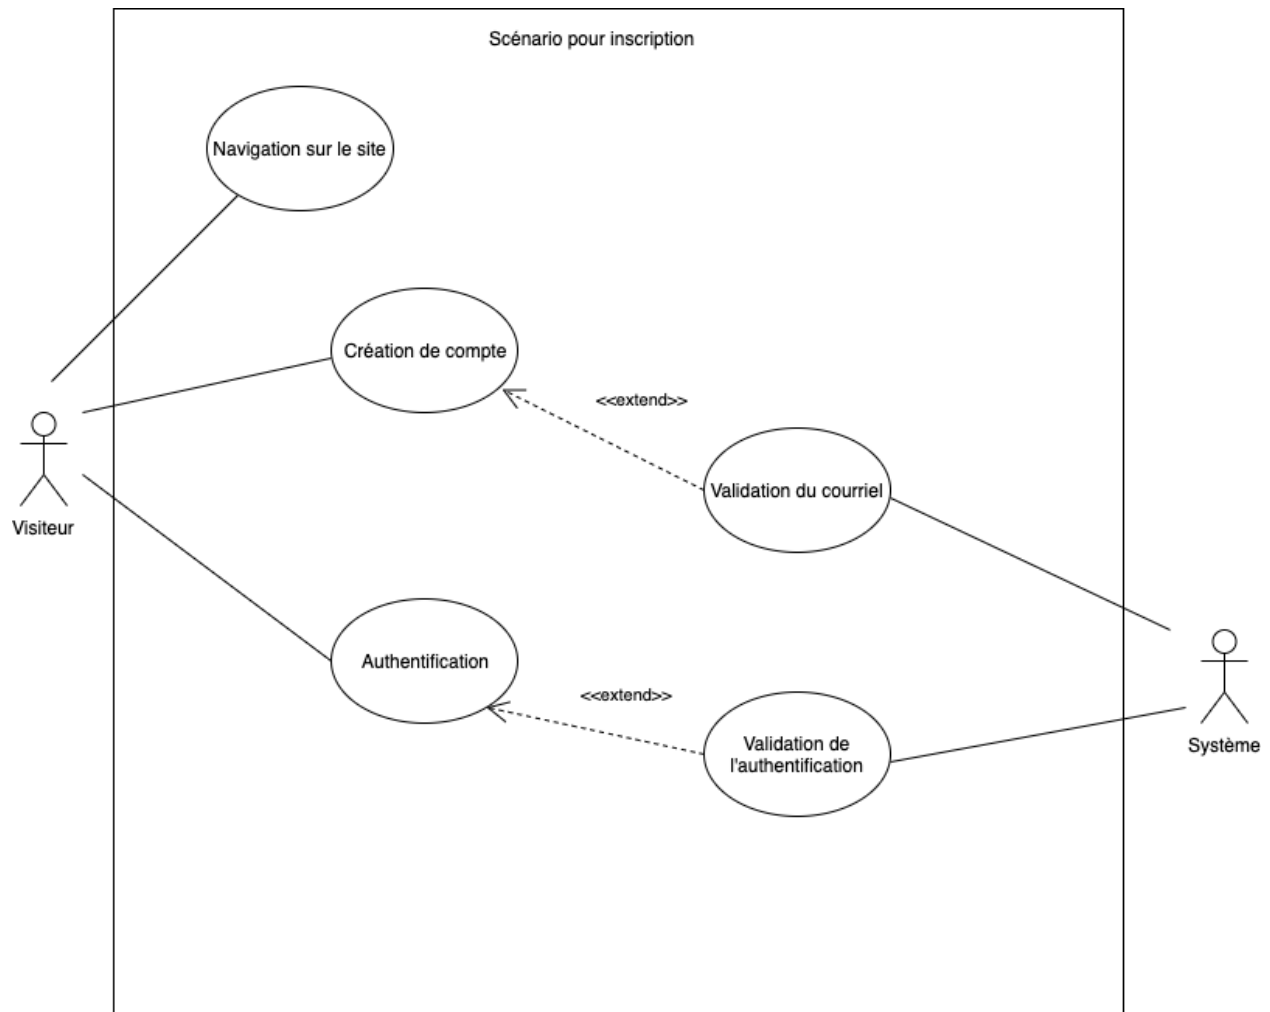 Scénario pour inscription
Navigation sur le site
Création de compte
<<extend>>
Validation du courriel
Visiteur
Authentification
<<extend>>
Validation de
l'authentification
Système